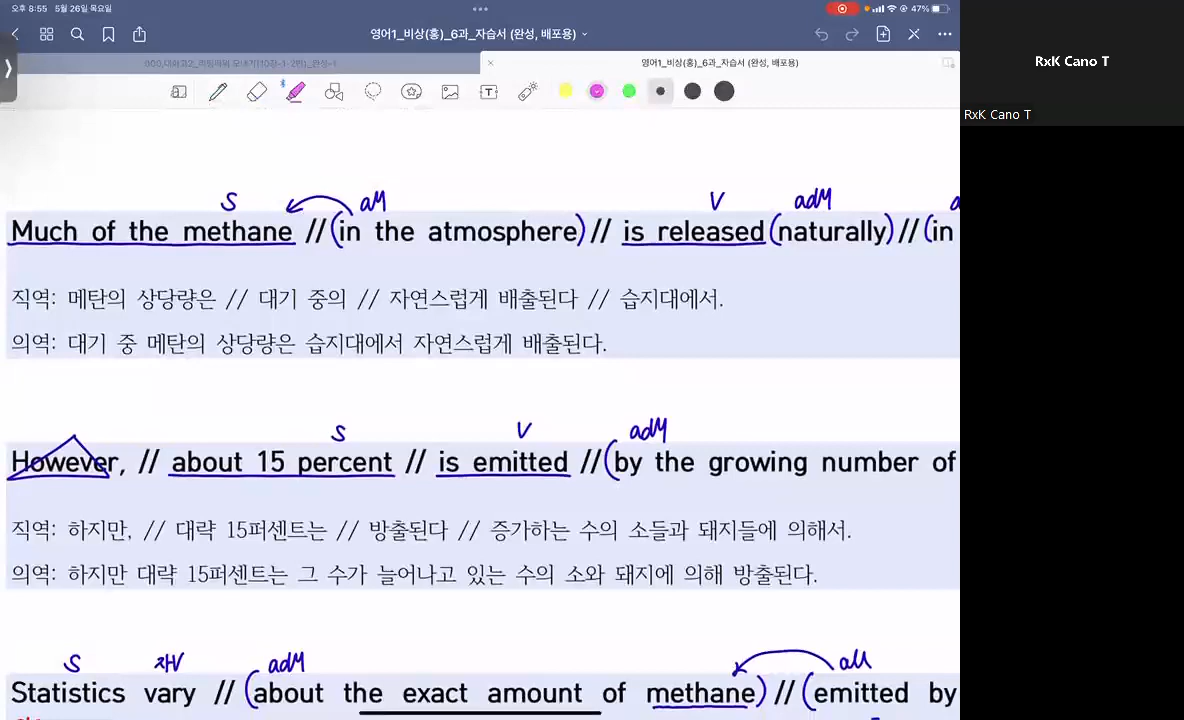 오후 8:55 5월 26일 목요일
47%
영어1_비상(홍)_6과_자습서 (완성, 배포용)
영어1_비상(홍)_6과_자습서 (완성, 배포용)
RxK Cano T
RxK Cano T
S aM V adM
Much of the methane // (in the atmosphere) // is released (naturally) // (in
직역: 메탄의 상당량은 // 대기 중의 // 자연스럽게 배출된다 // 습지대에서.
의역: 대기 중 메탄의 상당량은 습지대에서 자연스럽게 배출된다.
S V adM
However, // about 15 percent // is emitted // (by the growing number of
직역: 하지만, // 대략 15퍼센트는 // 방출된다 // 증가하는 수의 소들과 돼지들에 의해서.
의역: 하지만 대략 15퍼센트는 그 수가 늘어나고 있는 수의 소와 돼지에 의해 방출된다.
S 자V adM aM
Statistics vary // (about the exact amount of methane) // (emitted by